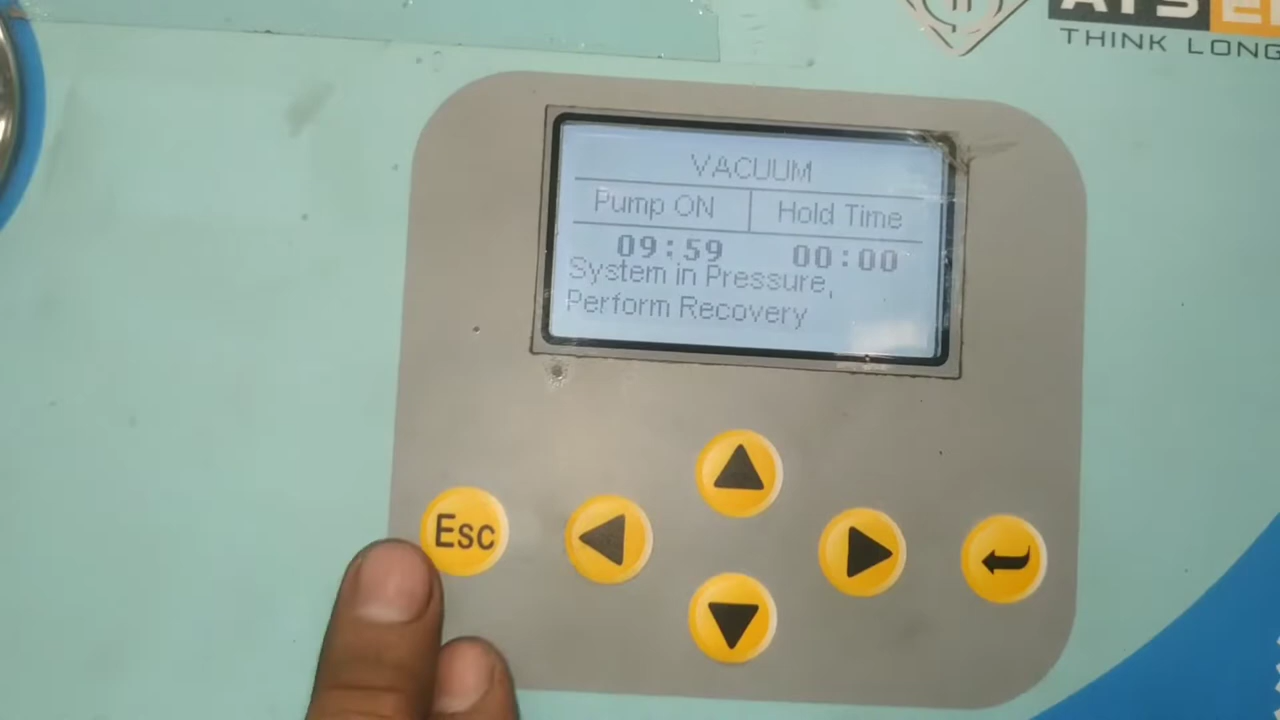 THINK LONG
VACUUM
Pump ON Hold Time
09:59 00:00
System in Pressure,
Perform Recovery
Esc